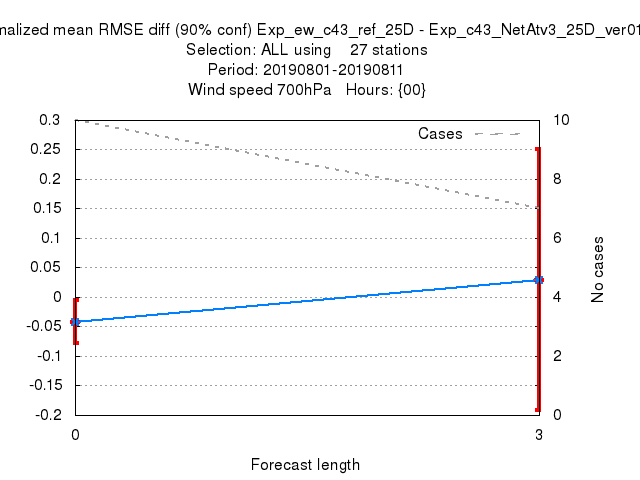 malized mean RMSE diff (90% conf) Exp_ew_c43_ref_25D - Exp_c43_NetAtv3_25D_ver01
Selection: ALL using 27 stations
Period: 20190801-20190811
Wind speed 700hPa Hours: {00}
Cases
0.3
0.25
0.2
0.15
0.1
0.05
0
-0.05
-0.1
-0.15
-0.2
10
8
6
4
2
0
No cases
0
3
Forecast length